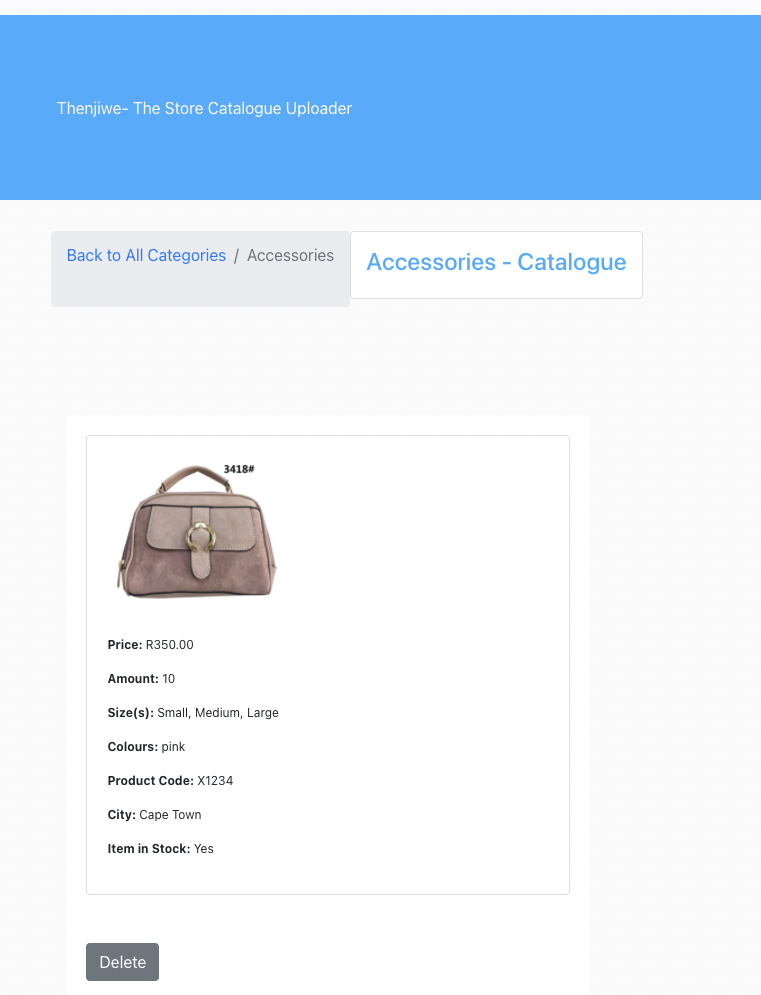 Thenjiwe- The Store Catalogue Uploader
Back to All Categories / Accessories
Accessories - Catalogue
3418#
Price: R350.00
Amount: 10
Size(s): Small, Medium, Large
Colours: pink
Product Code: X1234
City: Cape Town
Item in Stock: Yes
Delete